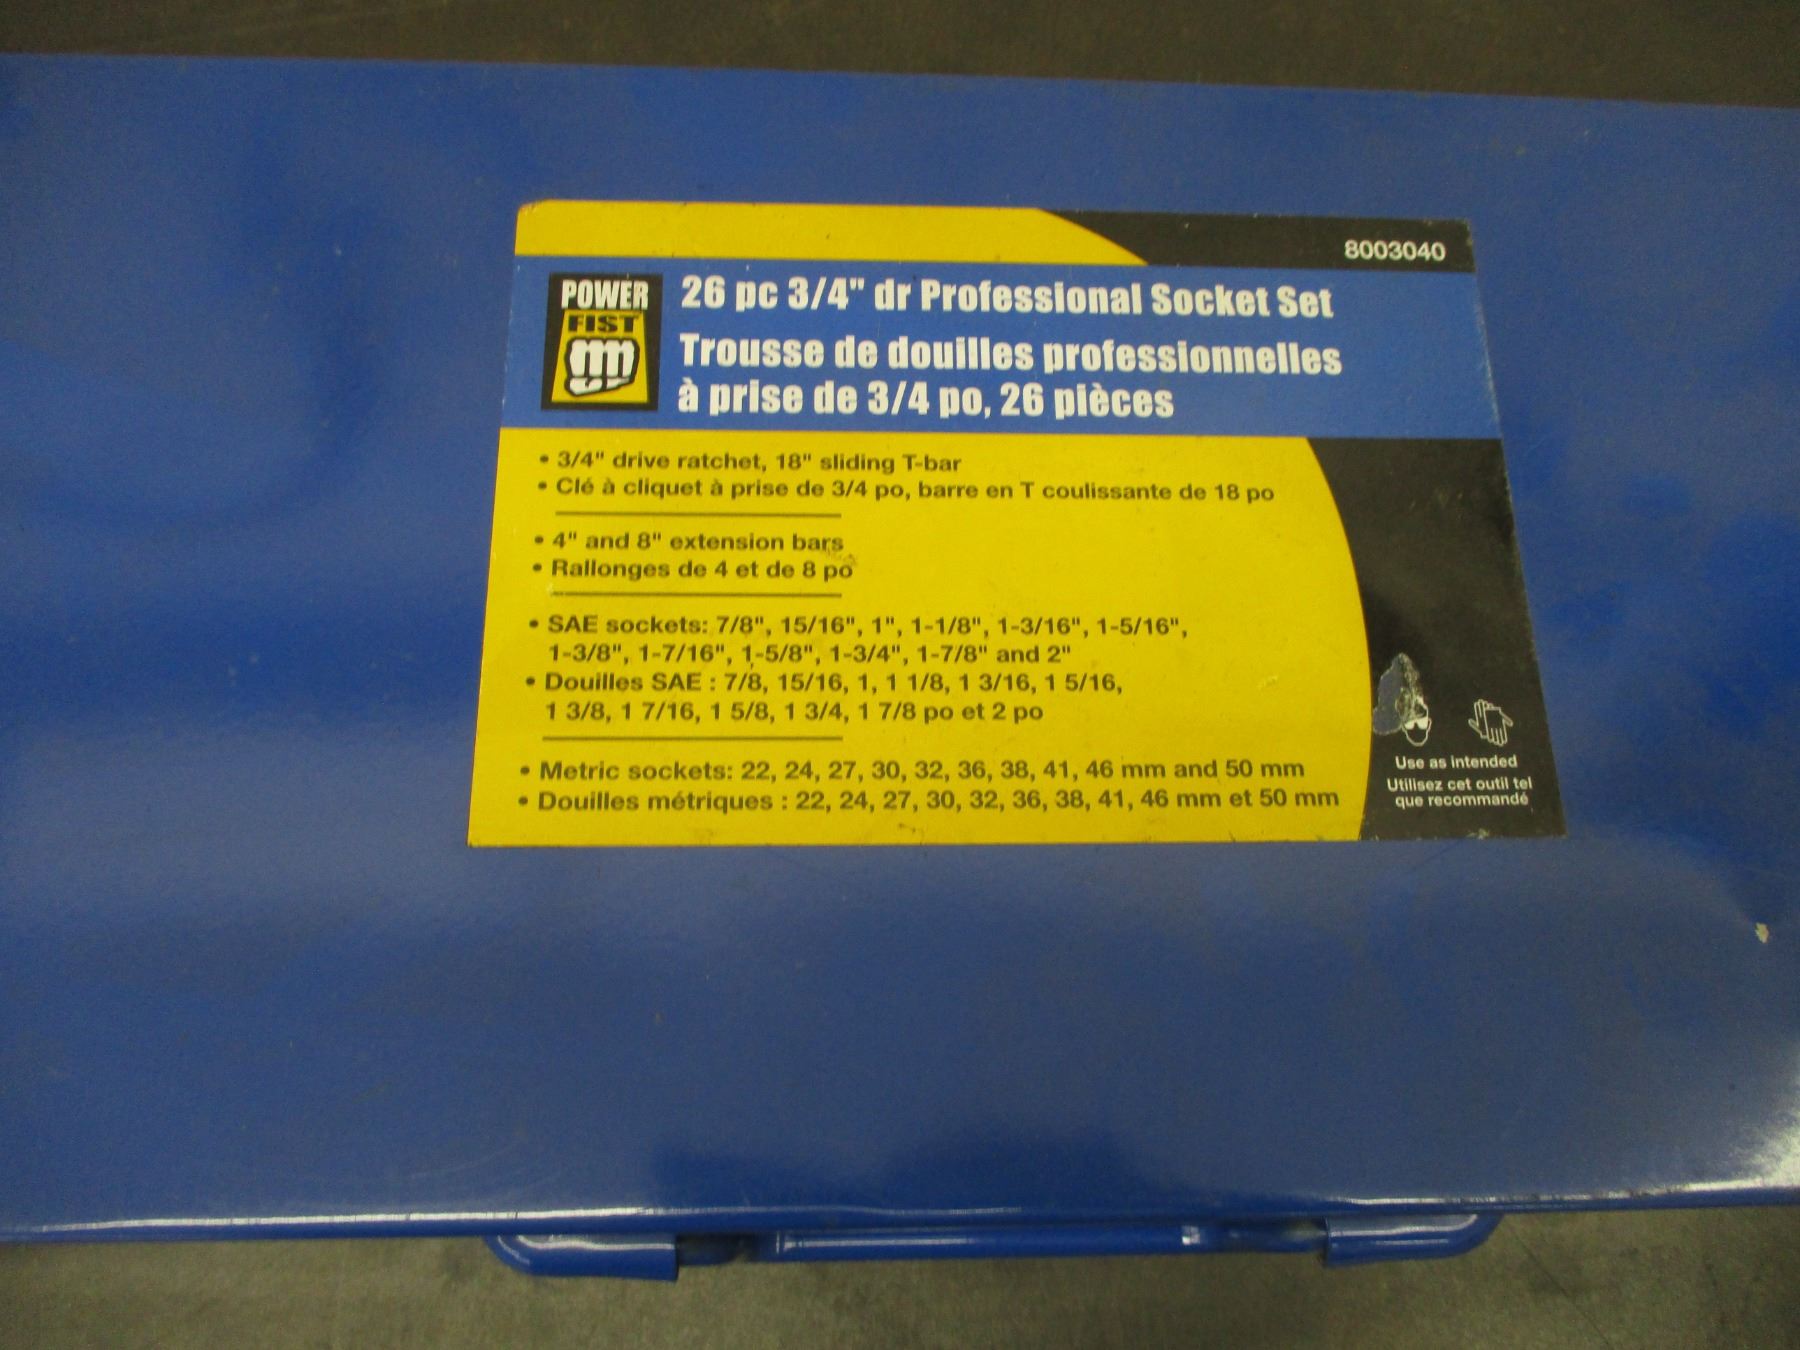 8003040
POWER
FIST
26 pc 3/4" dr Professional Socket Set
Trousse de douilles professionnelles
à prise de 3/4 po, 26 pièces
• 3/4" drive ratchet, 18" sliding T-bar
• Clé à cliquet à prise de 3/4 po, barre en T coulissante de 18 po
• 4" and 8" extension bars
• Rallonges de 4 et de 8 po
• SAE sockets: 7/8", 15/16", 1", 1-1/8", 1-3/16", 1-5/16",
1-3/8", 1-7/16", 1-5/8", 1-3/4", 1-7/8" and 2"
• Douilles SAE : 7/8, 15/16, 1, 1 1/8, 1 3/16, 1 5/16,
1 3/8, 1 7/16, 1 5/8, 1 3/4, 1 7/8 po et 2 po
• Metric sockets: 22, 24, 27, 30, 32, 36, 38, 41, 46 mm and 50 mm
• Douilles métriques : 22, 24, 27, 30, 32, 36, 38, 41, 46 mm et 50 mm
Use as intended
Utilisez cet outil tel
que recommandé